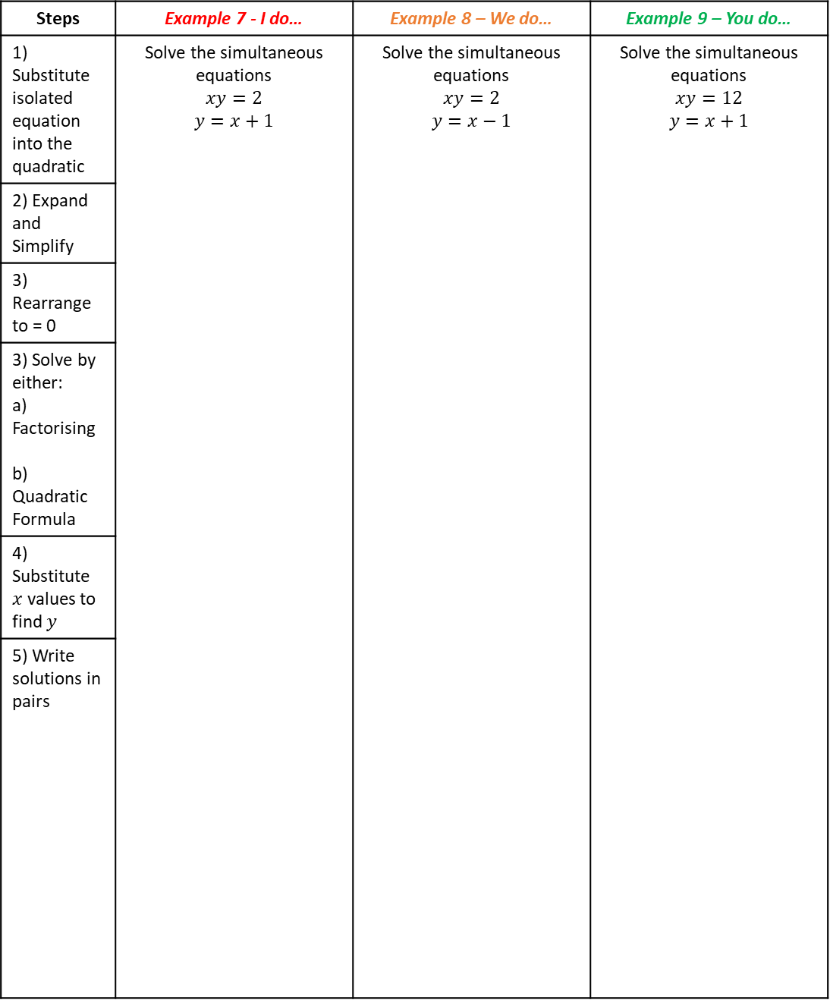 Steps
Example 7 - I do...
Example 8 – We do...
Example 9 – You do...
1)
Substitute
isolated
equation
into the
quadratic
2) Expand
and
Simplify
3)
Rearrange
to = 0
3) Solve by
either:
a)
Factorising
b)
Quadratic
Formula
4)
Substitute
x values to
find y
5) Write
solutions in
pairs
Solve the simultaneous
equations
xy = 2
y = x + 1
Solve the simultaneous
equations
xy = 2
y = x − 1
Solve the simultaneous
equations
xy = 12
y = x + 1